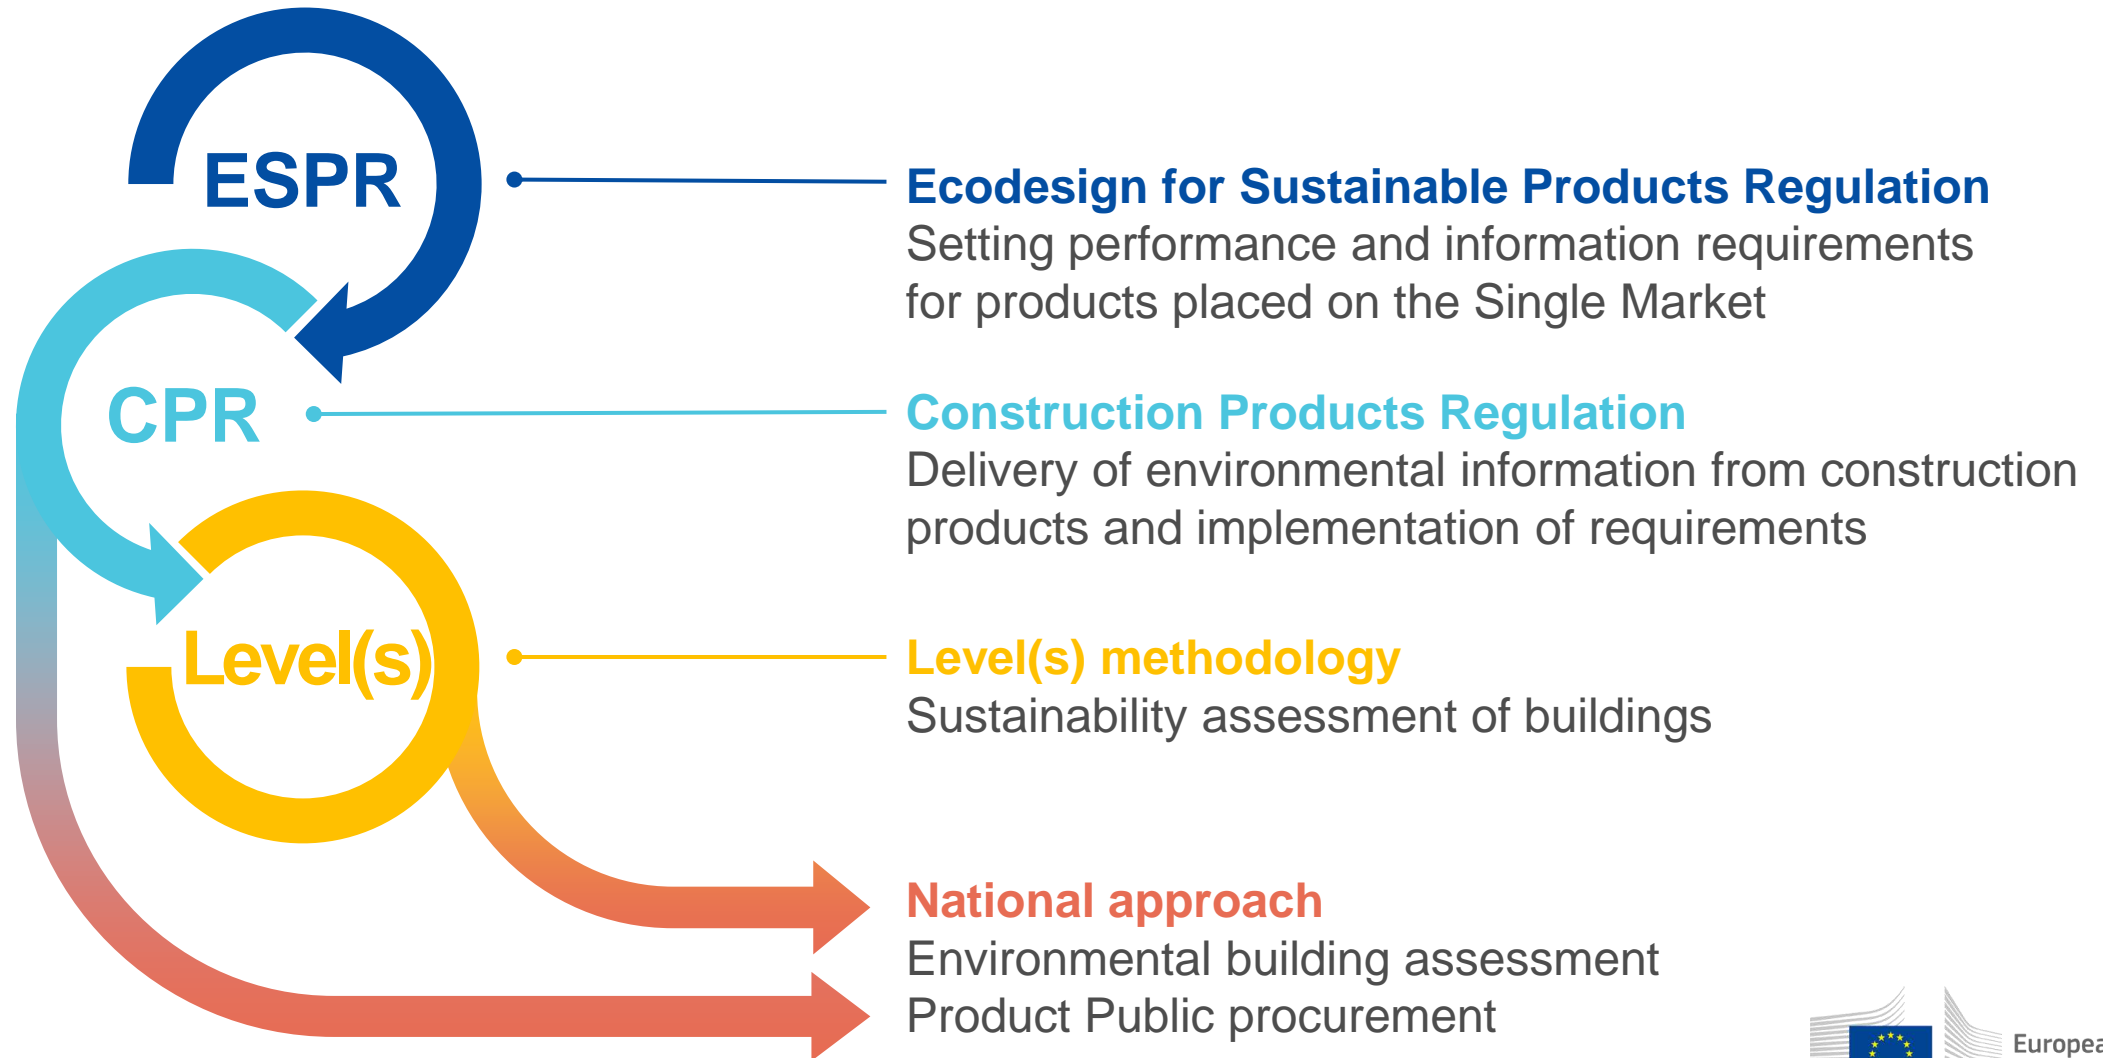 ESPR
Ecodesign for Sustainable Products Regulation
Setting performance and information requirements
for products placed on the Single Market
CPR
Construction Products Regulation
Delivery of environmental information from construction
products and implementation of requirements
Level(s)
Level(s) methodology
Sustainability assessment of buildings
National approach
Environmental building assessment
Product Public procurement
Europea